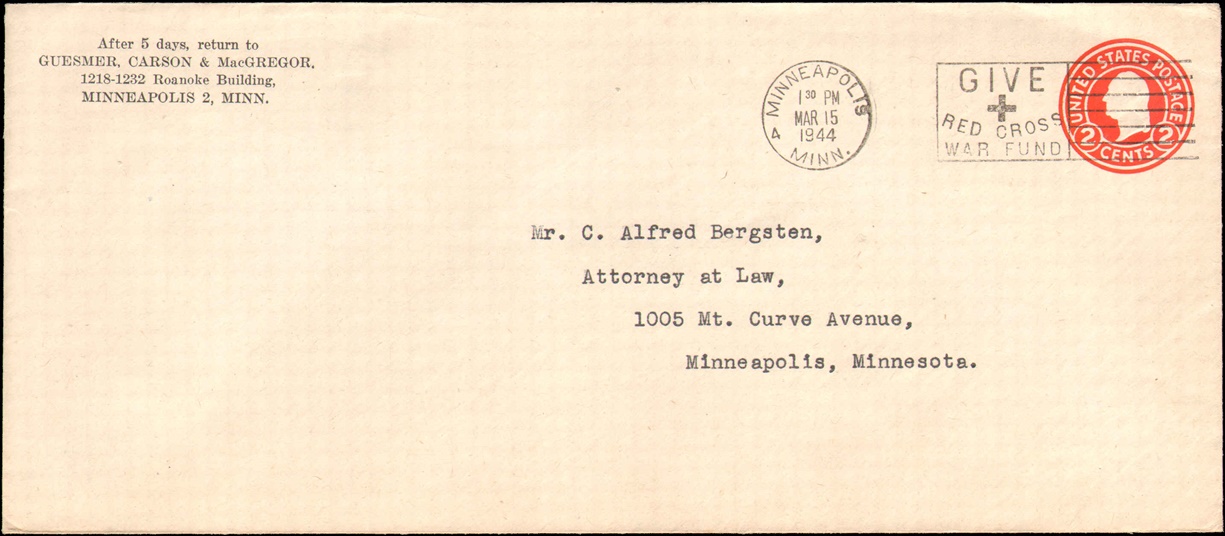 After 5 days, return to
GUESMER, CARSON & MacGREGOR,
1218-1232 Roanoke Building,
MINNEAPOLIS 2, MINN.
MINNEAPOLIS
1 30 PM
MAR 15
1944
4 MINN.
GIVE
RED CROSS
WAR FUND
UNITED STATES POSTAGE
2 CENTS 2
Mr. C. Alfred Bergsten,
Attorney at Law,
1005 Mt. Curve Avenue,
Minneapolis, Minnesota.